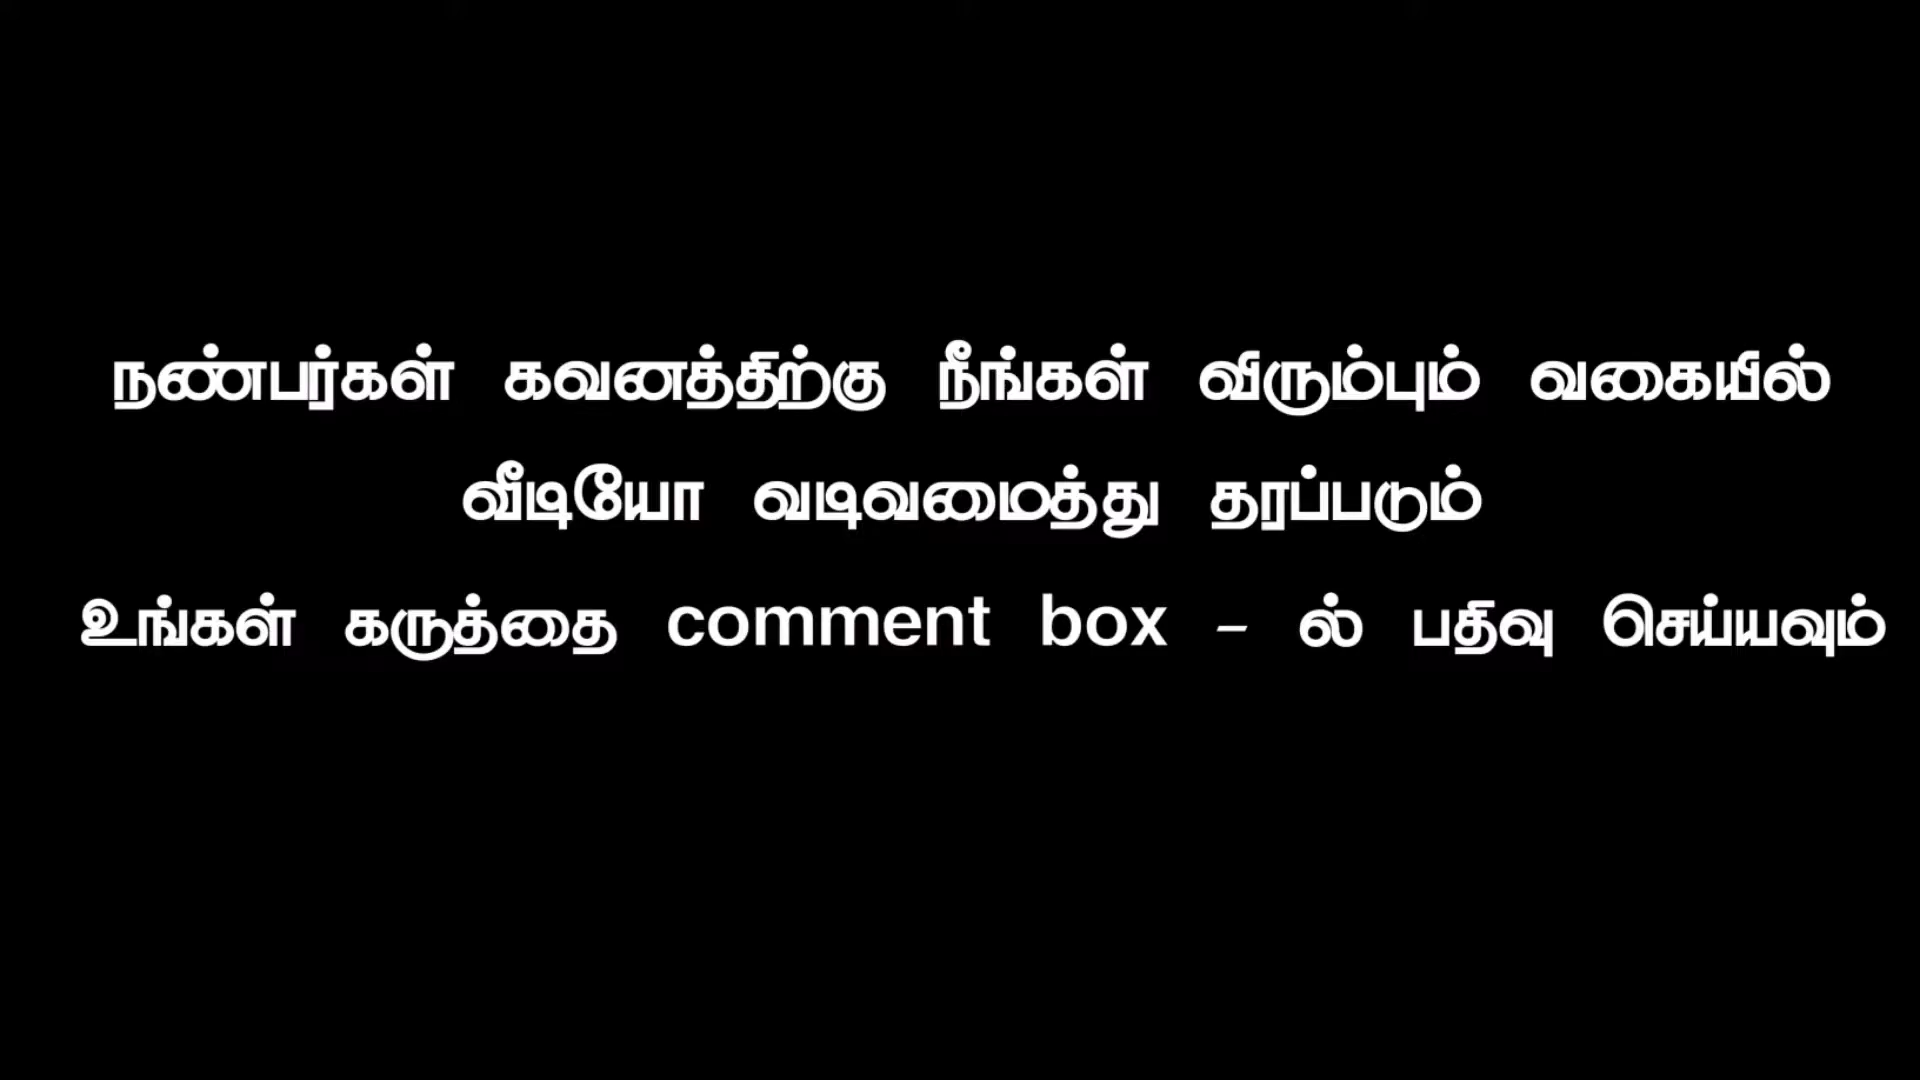 நண்பர்கள் கவனத்திற்கு நீங்கள் விரும்பும் வகையில்
வீடியோ வடிவமைத்து தரப்படும்
உங்கள் கருத்தை comment box - ல் பதிவு செய்யவும்